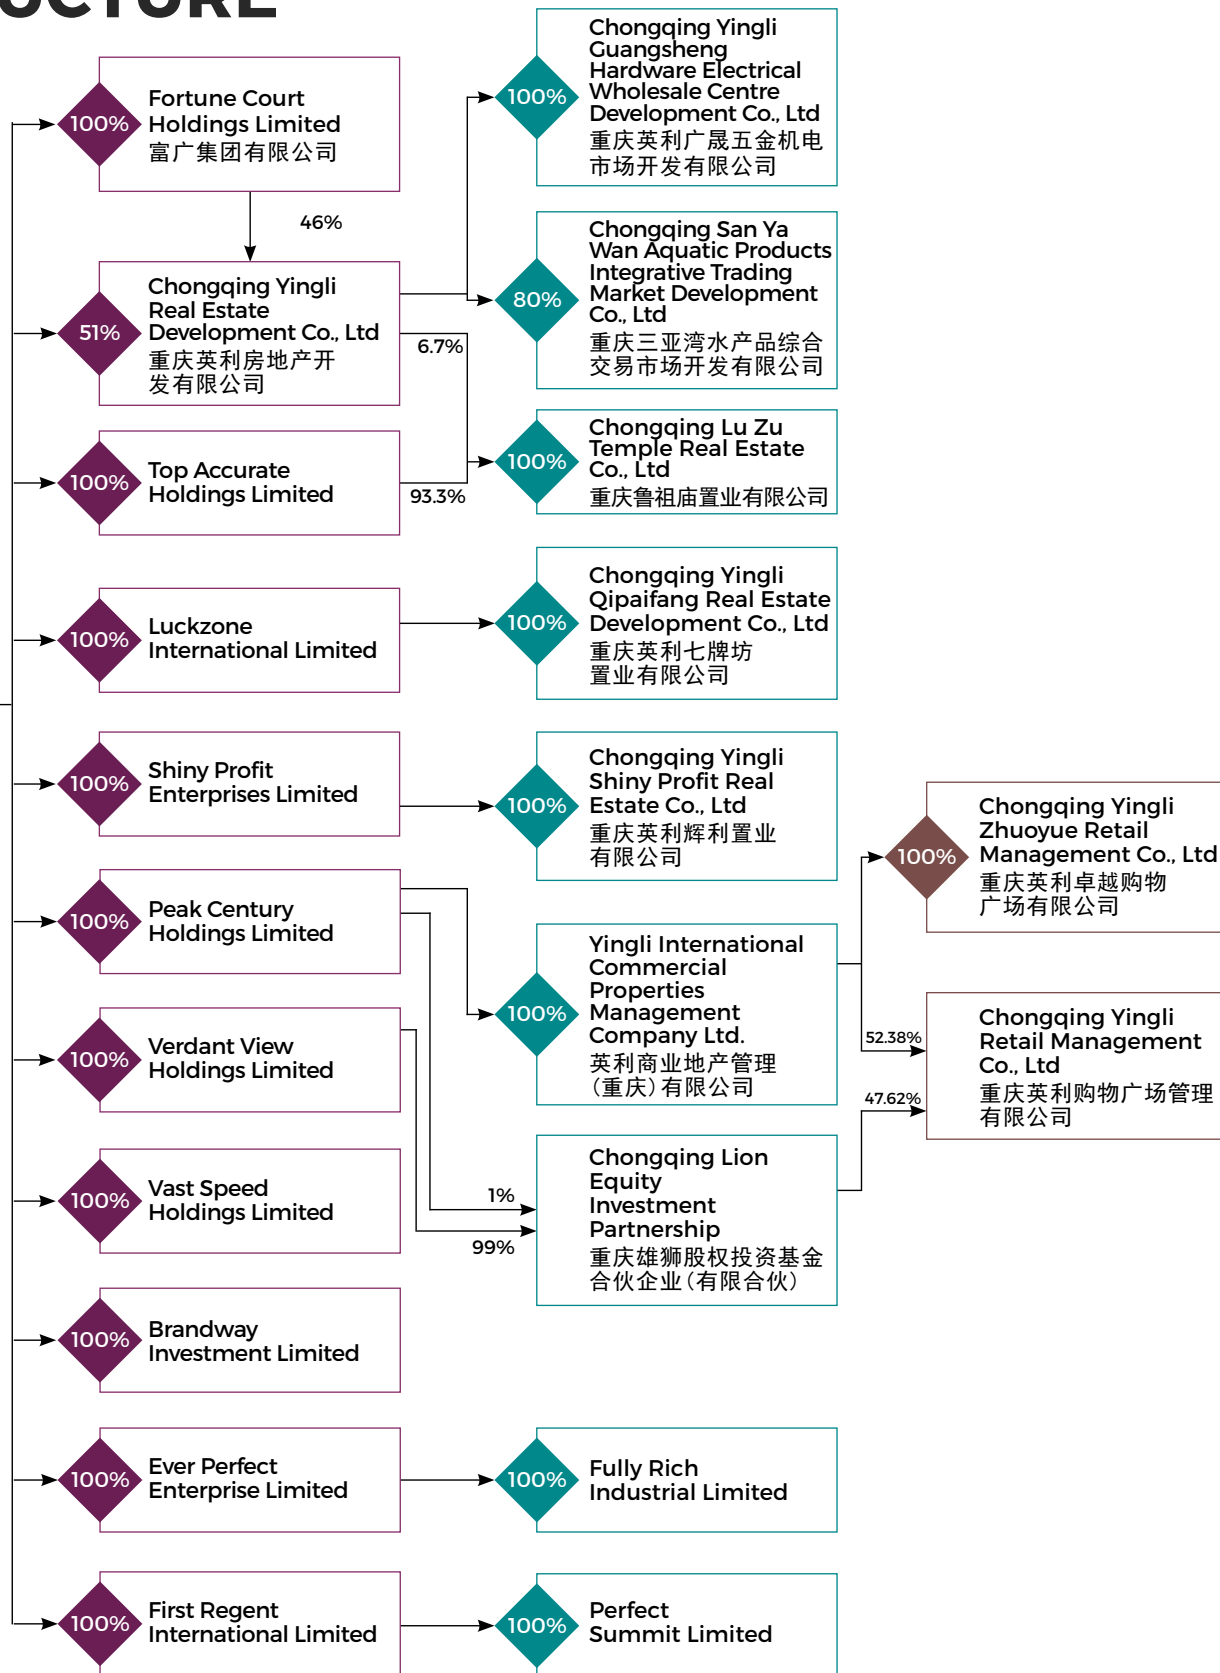 UCTURE
100%
Fortune Court
Holdings Limited
富广集团有限公司
46%
51%
Chongqing Yingli
Real Estate
Development Co., Ltd
重庆英利房地产开
发有限公司
6.7%
100%
Top Accurate
Holdings Limited
93.3%
100%
Luckzone
International Limited
100%
Shiny Profit
Enterprises Limited
100%
Peak Century
Holdings Limited
100%
Verdant View
Holdings Limited
100%
Vast Speed
Holdings Limited
1%
99%
100%
Brandway
Investment Limited
100%
Ever Perfect
Enterprise Limited
100%
First Regent
International Limited
100%
Chongqing Yingli
Guangsheng
Hardware Electrical
Wholesale Centre
Development Co., Ltd
重庆英利广晟五金机电
市场开发有限公司
80%
Chongqing San Ya
Wan Aquatic Products
Integrative Trading
Market Development
Co., Ltd
重庆三亚湾水产品综合
交易市场开发有限公司
100%
Chongqing Lu Zu
Temple Real Estate
Co., Ltd
重庆鲁祖庙置业有限公司
100%
Chongqing Yingli
Qipaifang Real Estate
Development Co., Ltd
重庆英利七牌坊
置业有限公司
100%
Chongqing Yingli
Shiny Profit Real
Estate Co., Ltd
重庆英利辉利置业
有限公司
100%
Yingli International
Commercial
Properties
Management
Company Ltd.
英利商业地产管理
（重庆）有限公司
Chongqing Lion
Equity
Investment
Partnership
重庆雄狮股权投资基金
合伙企业（有限合伙）
100%
Fully Rich
Industrial Limited
100%
Perfect
Summit Limited
100%
Chongqing Yingli
Zhuoyue Retail
Management Co., Ltd
重庆英利卓越购物
广场有限公司
52.38%
47.62%
Chongqing Yingli
Retail Management
Co., Ltd
重庆英利购物广场管理
有限公司